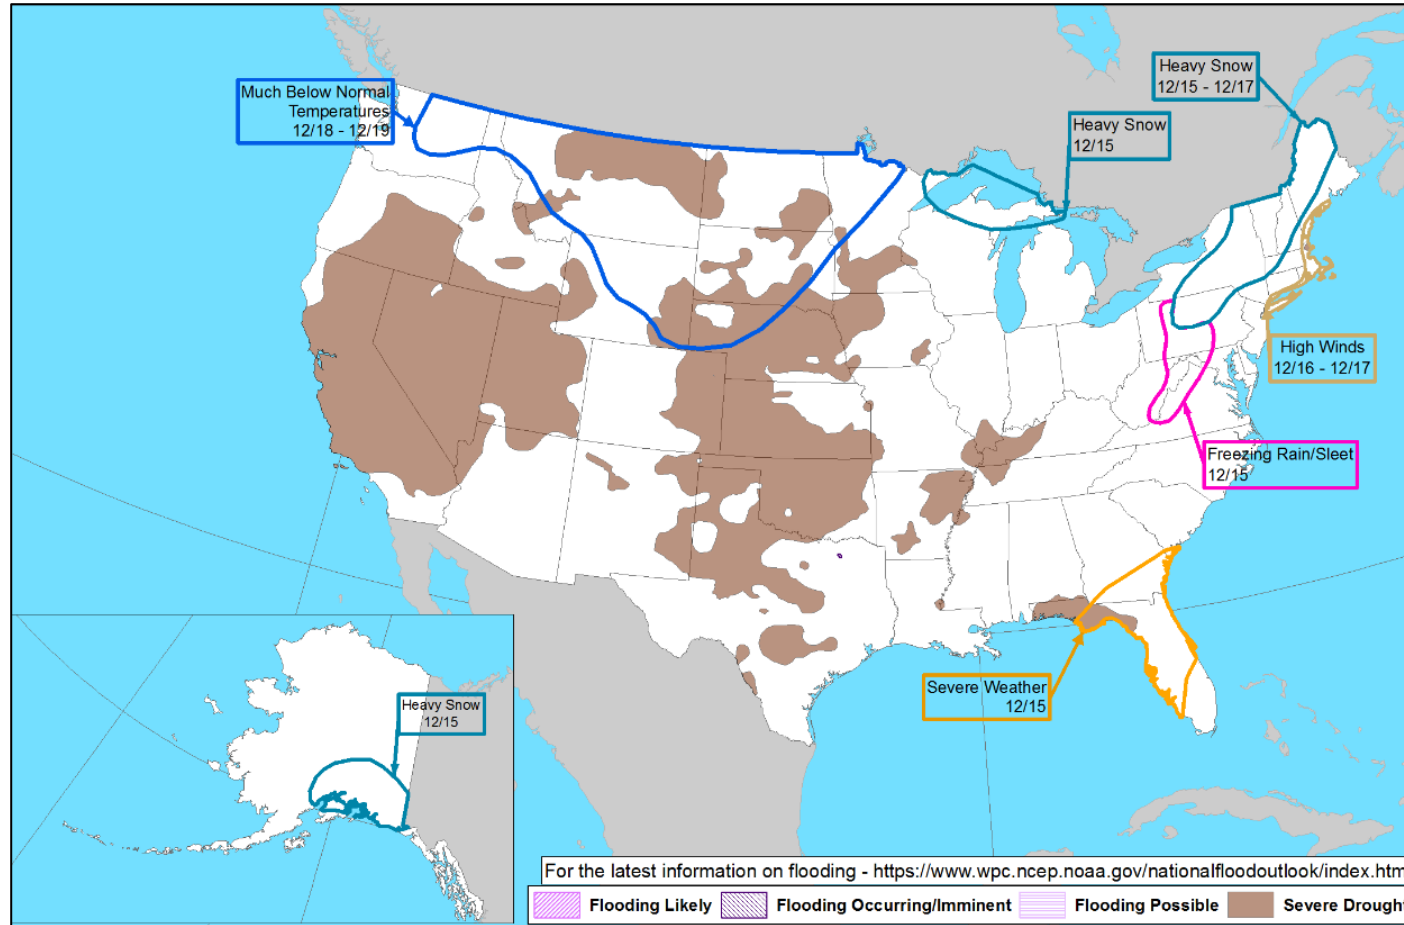 Heavy Snow
12/15 - 12/17
Much Below Normal
Temperatures
12/18 - 12/19
Heavy Snow
12/15
High Winds
12/16 - 12/17
Freezing Rain/Sleet
12/15
Severe Weather
12/15
Heavy Snow
12/15
For the latest information on flooding - https://www.wpc.ncep.noaa.gov/nationalfloodoutlook/index.htm
Flooding Likely
Flooding Occurring/Imminent
Flooding Possible
Severe Drought